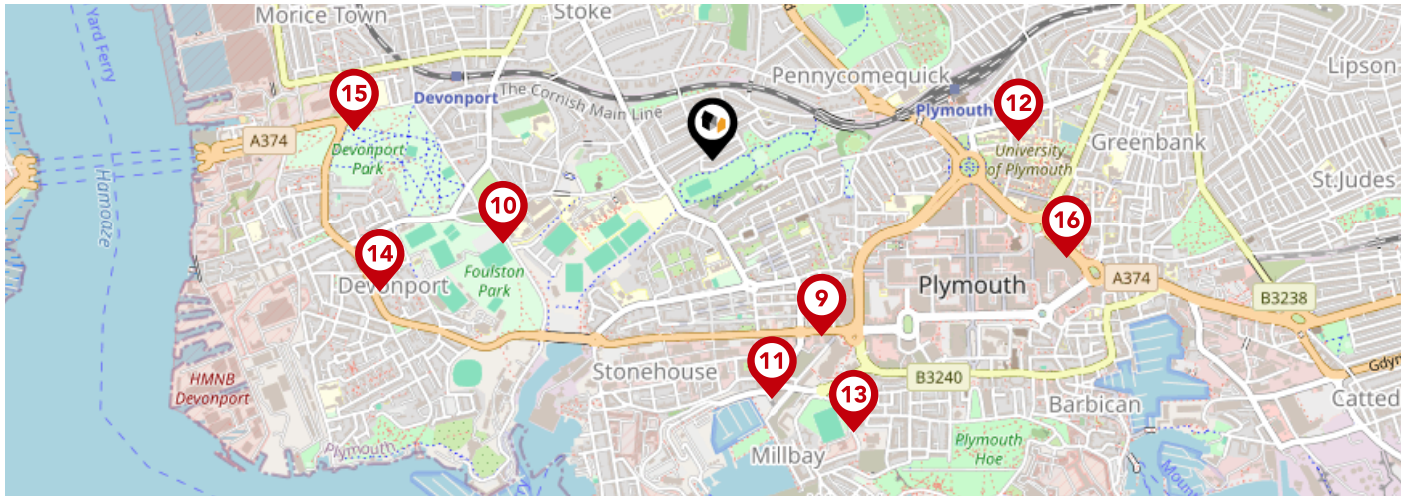 Morice Town
Stoke
Yard Ferry
Pennycomequick
Lipson
15
Devonport
The Cornish Main Line
Plymouth
12
A374
Devonport
Park
University
of Plymouth
Greenbank
St.Judes
Hamoaze
10
16
14
Foulston
Park
Devonport
Plymouth
A374
B3238
9
Stonehouse
11
B3240
13
Gdyn
HMNB
Devonport
Barbican
Catted
Plymouth
Millbay
Plymouth
Hoe
Mount